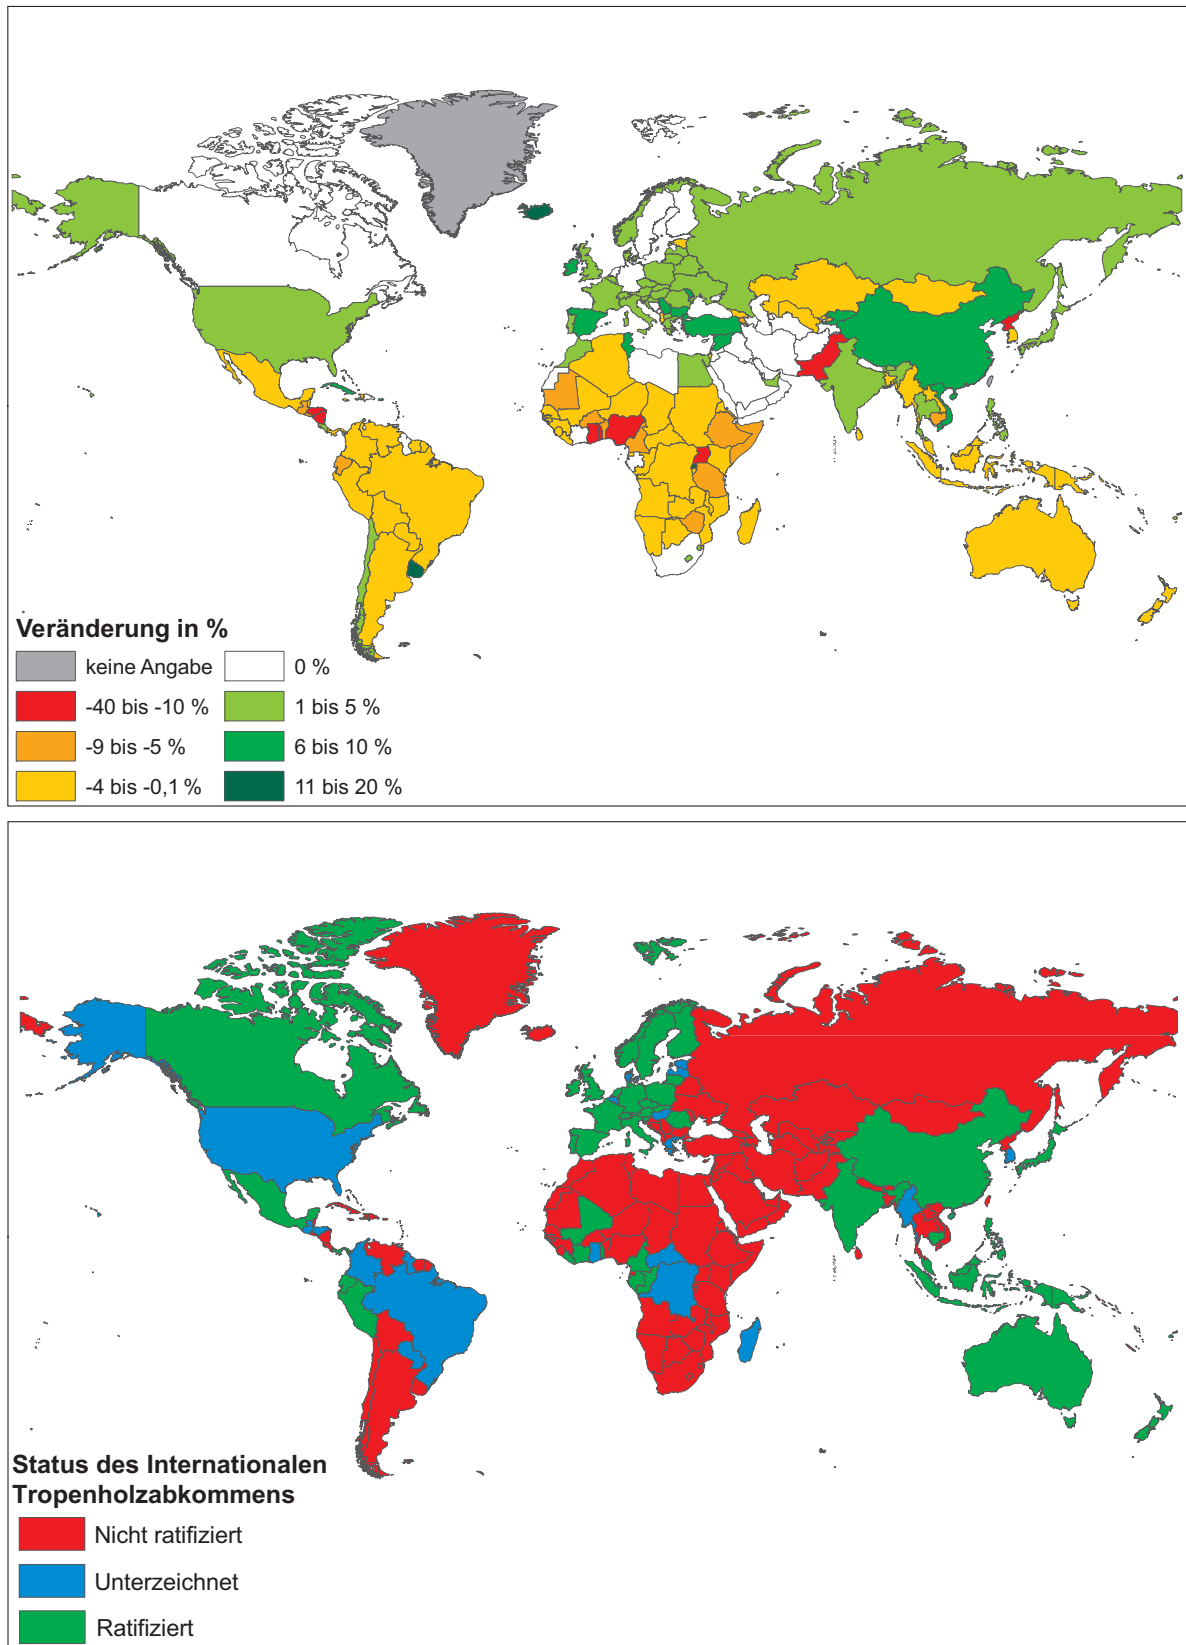 Veränderung in %
keine Angabe
0 %
-40 bis -10 %
1 bis 5 %
-9 bis -5 %
6 bis 10 %
-4 bis -0,1 %
11 bis 20 %
Status des Internationalen
Tropenholzabkommens
Nicht ratifiziert
Unterzeichnet
Ratifiziert